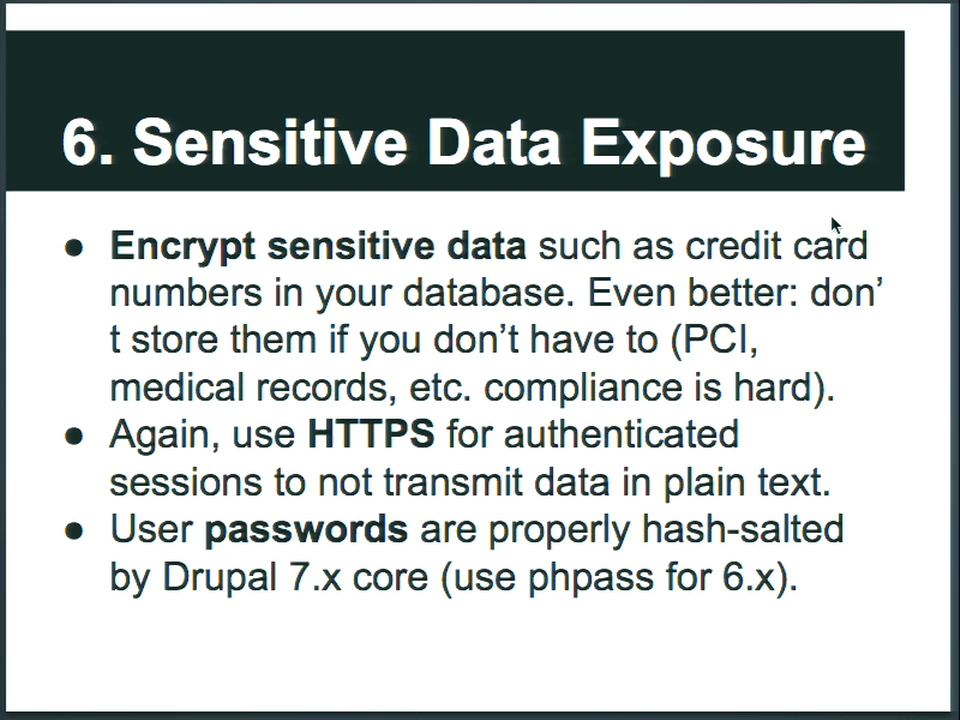 6. Sensitive Data Exposure
● Encrypt sensitive data such as credit card
numbers in your database. Even better: don’
t store them if you don’t have to (PCI,
medical records, etc. compliance is hard).
● Again, use HTTPS for authenticated
sessions to not transmit data in plain text.
● User passwords are properly hash-salted
by Drupal 7.x core (use phpass for 6.x).